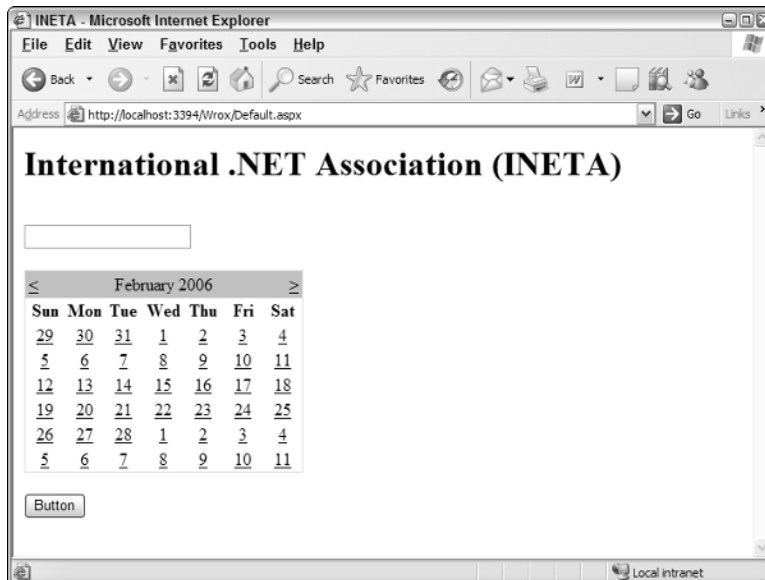 INETA - Microsoft Internet Explorer
File Edit View Favorites Tools Help
Back Search Favorites
Address http://localhost:3394/Wrox/Default.aspx Go Links
International .NET Association (INETA)
< February 2006 >
Sun Mon Tue Wed Thu Fri Sat
29 30 31 1 2 3 4
5 6 7 8 9 10 11
12 13 14 15 16 17 18
19 20 21 22 23 24 25
26 27 28 1 2 3 4
5 6 7 8 9 10 11
Button
Local intranet